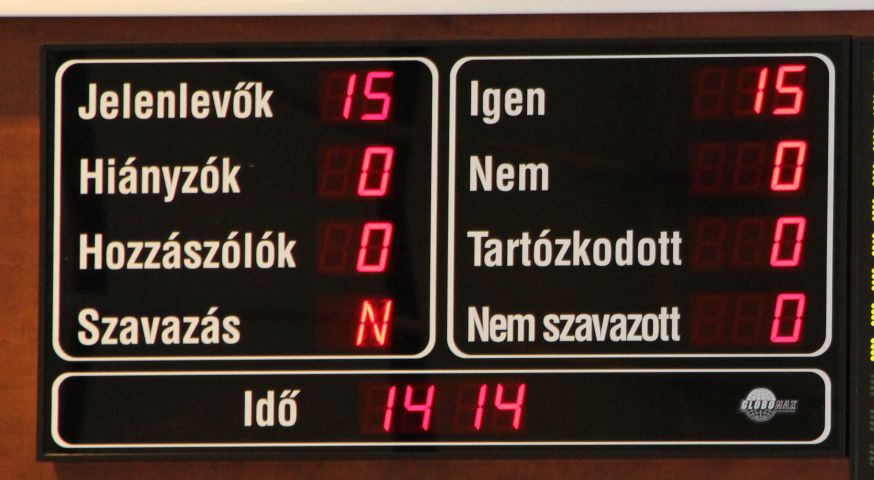 Jelenlevők 15
Hiányzók 0
Hozzászólók 0
Szavazás N
Igen 15
Nem 0
Tartózkodott 0
Nem szavazott 0
Idő 14 14
GLOBOMAX